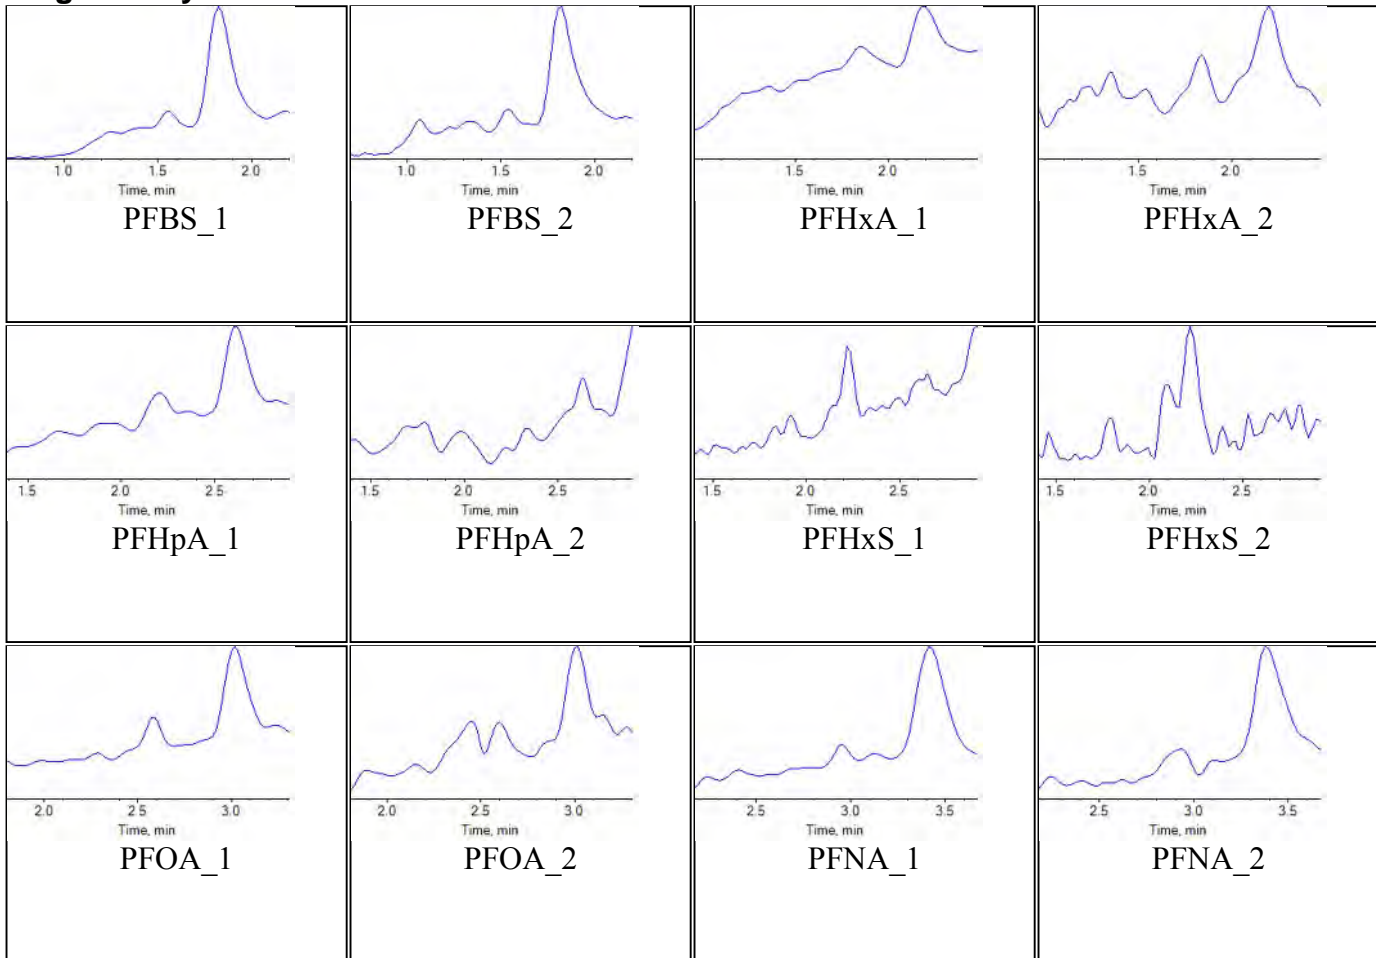 1.0 1.5 2.0
Time, min
PFBS_1
1.0 1.5 2.0
Time, min
PFBS_2
1.5 2.0
Time, min
PFHxA_1
1.5 2.0
Time, min
PFHxA_2
1.5 2.0 2.5
Time, min
PFHpA_1
1.5 2.0 2.5
Time, min
PFHpA_2
1.5 2.0 2.5
Time, min
PFHxS_1
1.5 2.0 2.5
Time, min
PFHxS_2
2.0 2.5 3.0
Time, min
PFOA_1
2.0 2.5 3.0
Time, min
PFOA_2
2.5 3.0 3.5
Time, min
PFNA_1
2.5 3.0 3.5
Time, min
PFNA_2